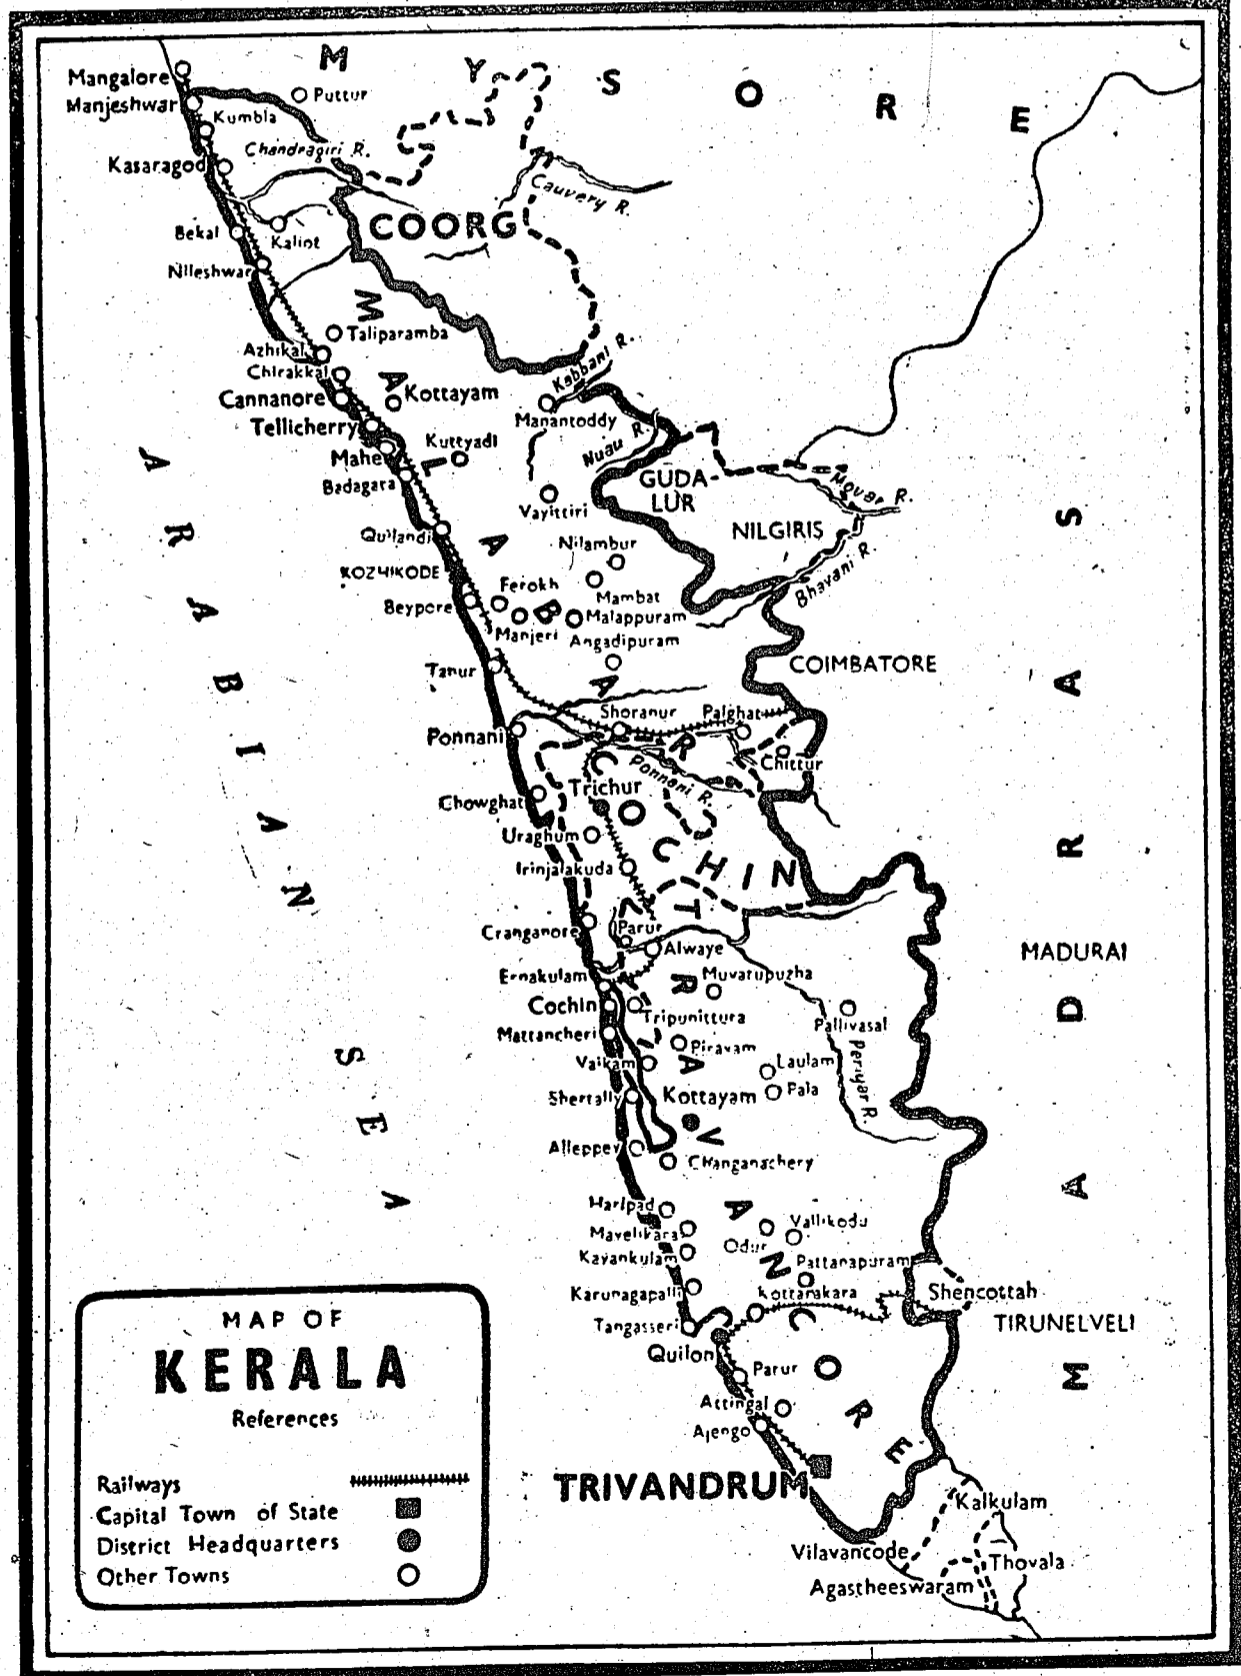 MYSORE
Mangalore
Puttur
Manjeshwar
Kumbla
Chandragiri R.
Kasaragod
Cauvery R.
COORG
Bekal
Kaliot
Nileshwar
MALABAR
Taliparamba
Azhikal
Chirakkal
Kabbani R.
Cannanore
Kottayam
Manantoddy
Tellicherry
Kuttyadi
Nuau R.
Mahe
GUDA-
LUR
Moyar R.
Badagara
Vayittiri
NILGIRIS
Quilandi
Nilambur
KOZHIKODE
Ferokh
Mambat
Bhavani R.
Beypore
Malappuram
Manjeri
Angadipuram
Tanur
COIMBATORE
Shoranur
Palghat
Ponnani
Chittur
Ponnani R.
Trichur
Chowghat
COCHIN
Uraghum
Irinjalakuda
Cranganore
Parur
Alwaye
MADURAI
Ernakulam
Muvatupuzha
Cochin
Tripunittura
Pallivasal
Mattancheri
Piravam
Vaikam
Laulam
Periyar R.
Shertally
Kottayam
Pala
Alleppey
Changanachery
TRAVANCORE
Haripad
Vallikodu
Mavelikara
Odur
Kayankulam
Pattanapuram
Karunagapalli
Kottarakara
Shencottah
Tangasseri
TIRUNELVELI
Quilon
Parur
Attingal
Ajengo
TRIVANDRUM
Kalkulam
Vilavancode
Thovala
Agastheeswaram
ARABIAN SEA
MADRAS
MAP OF
KERALA
References
Railways
Capital Town of State
District Headquarters
Other Towns